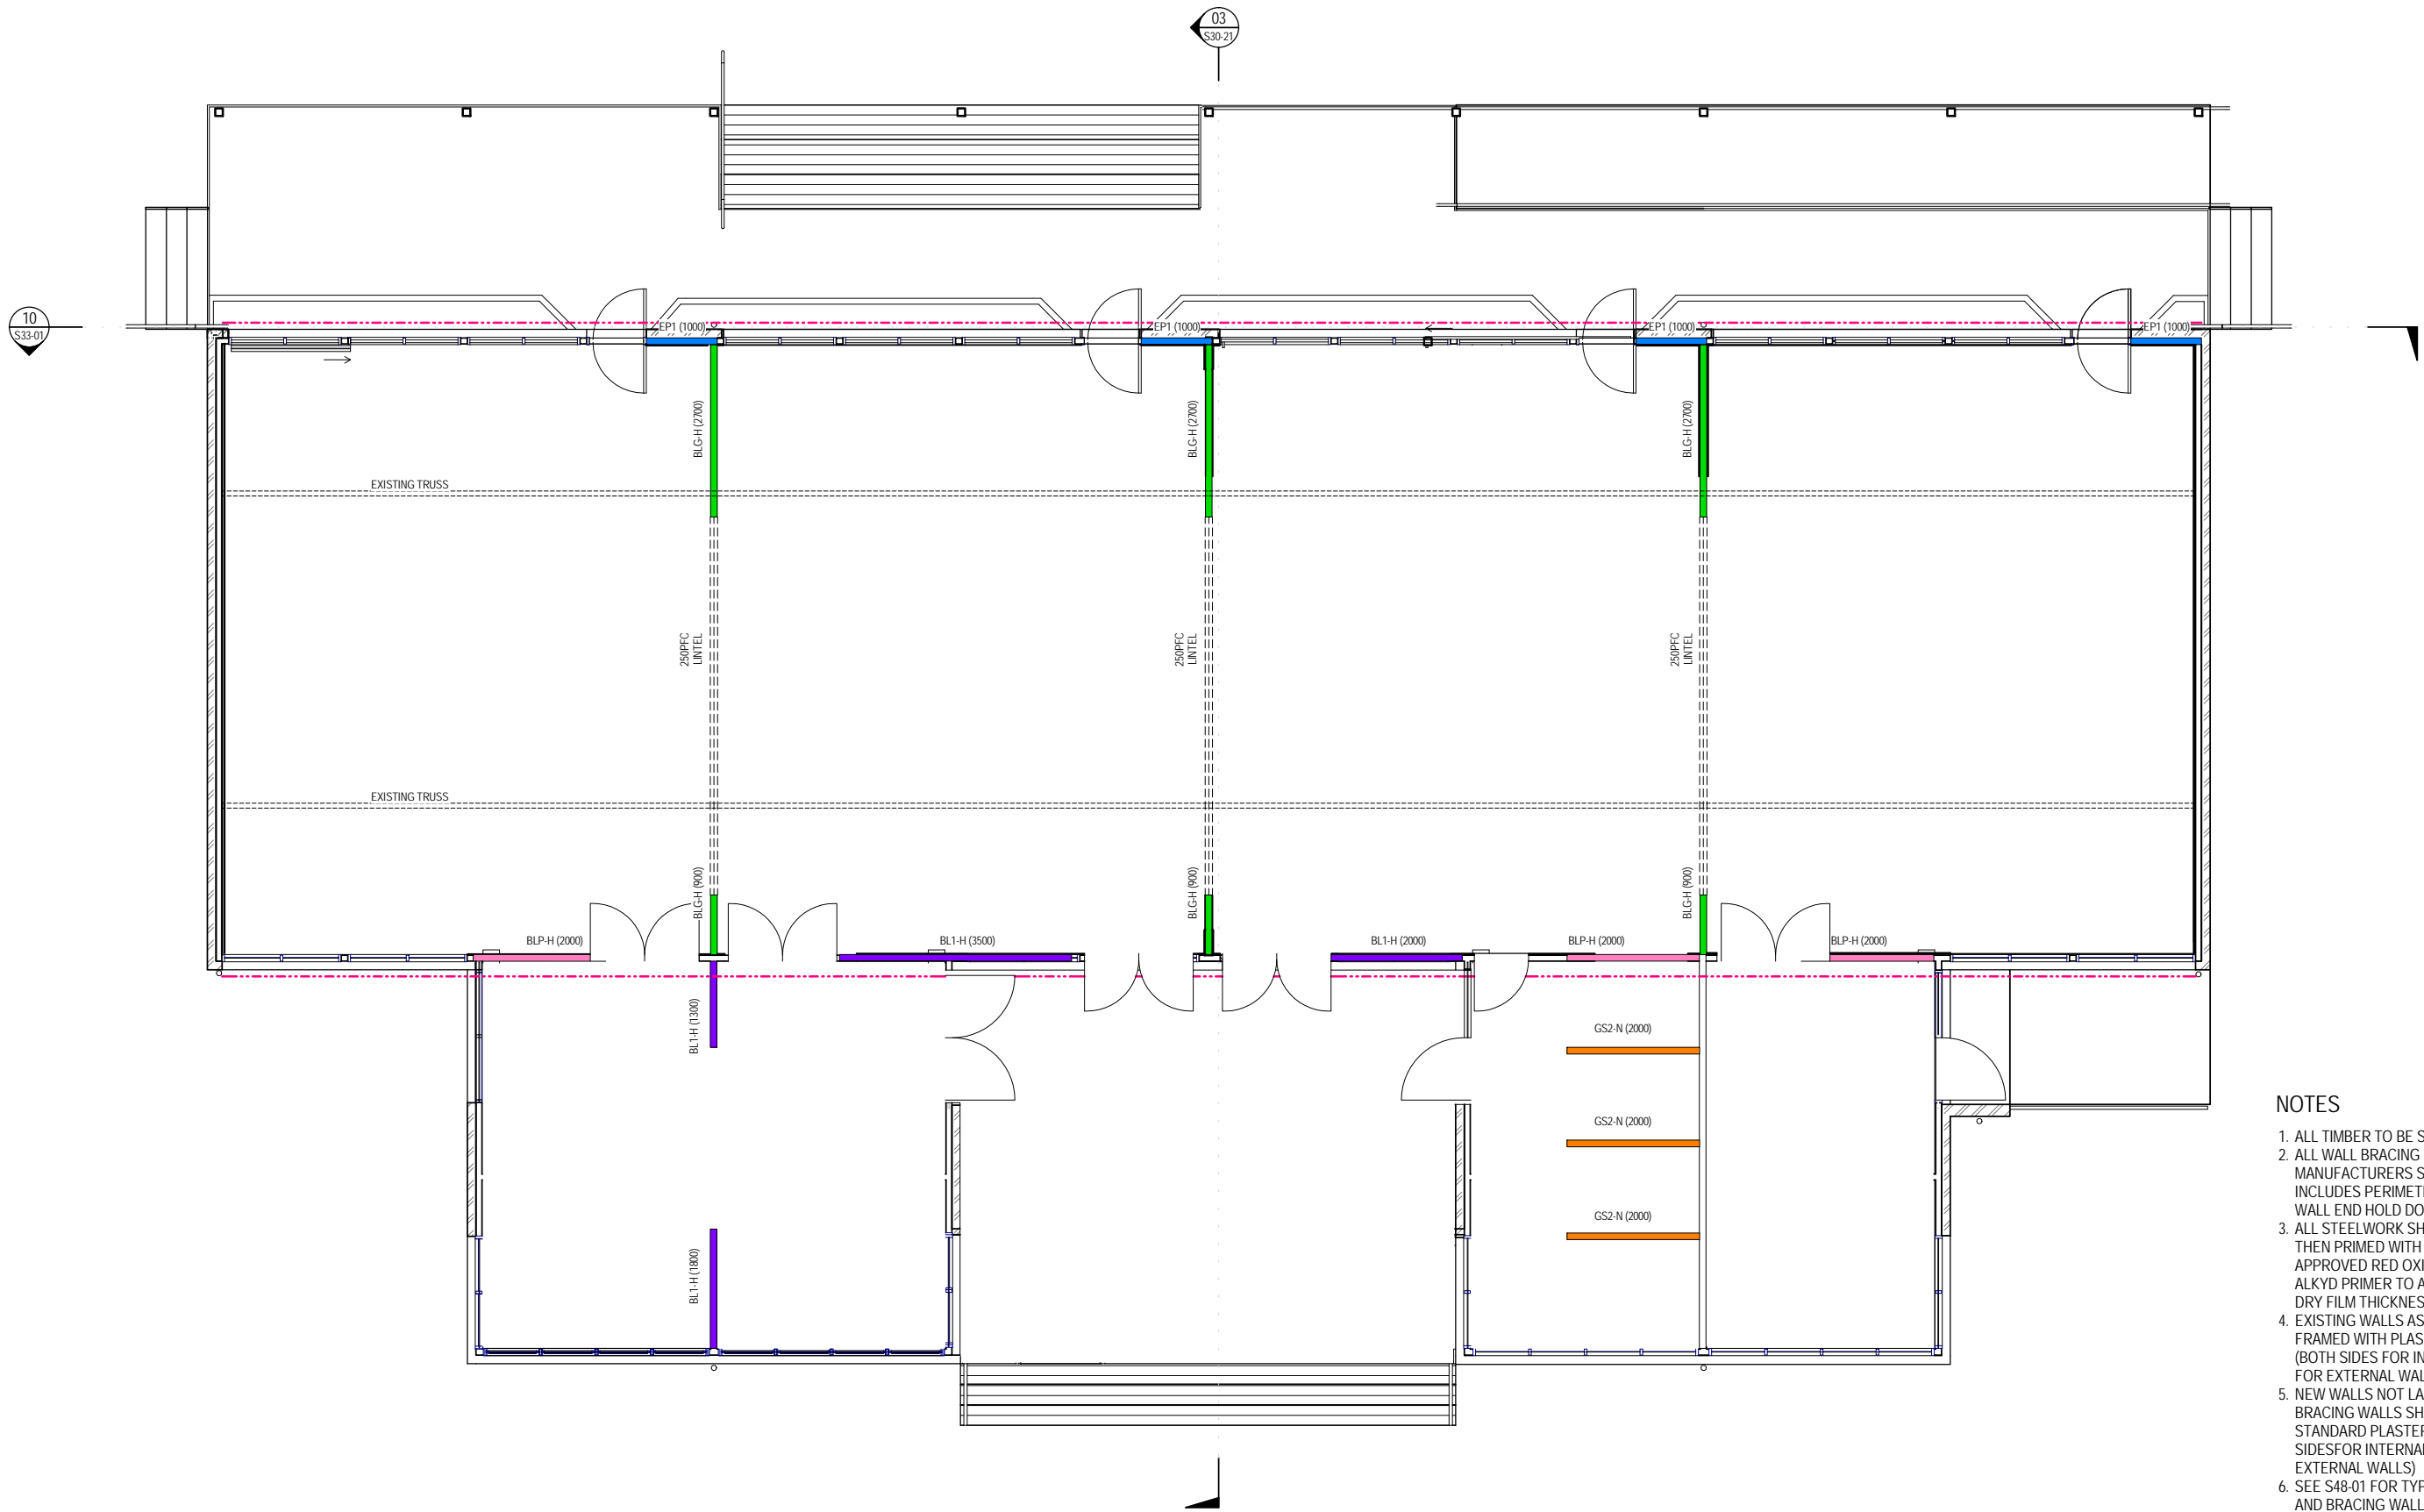 03
S30-21
10
S33-01
EP1 (1000)
EP1 (1000)
EP1 (1000)
EP1 (1000)
BLG-H (2700)
BLG-H (2700)
BLG-H (2700)
EXISTING TRUSS
250PFC
LINTEL
250PFC
LINTEL
250PFC
LINTEL
EXISTING TRUSS
BLG-H (900)
BLG-H (900)
BLG-H (900)
BLP-H (2000)
BL1-H (3500)
BL1-H (2000)
BLP-H (2000)
BLP-H (2000)
BL1-H (1300)
GS2-N (2000)
GS2-N (2000)
GS2-N (2000)
BL1-H (1800)
NOTES
1. ALL TIMBER TO BE S
2. ALL WALL BRACING
MANUFACTURERS S
INCLUDES PERIMET
WALL END HOLD DO
3. ALL STEELWORK SH
THEN PRIMED WITH
APPROVED RED OXI
ALKYD PRIMER TO A
DRY FILM THICKNES
4. EXISTING WALLS AS
FRAMED WITH PLAS
(BOTH SIDES FOR IN
FOR EXTERNAL WAL
5. NEW WALLS NOT LA
BRACING WALLS SH
STANDARD PLASTER
SIDESFOR INTERNA
EXTERNAL WALLS)
6. SEE S48-01 FOR TYP
AND BRACING WALL